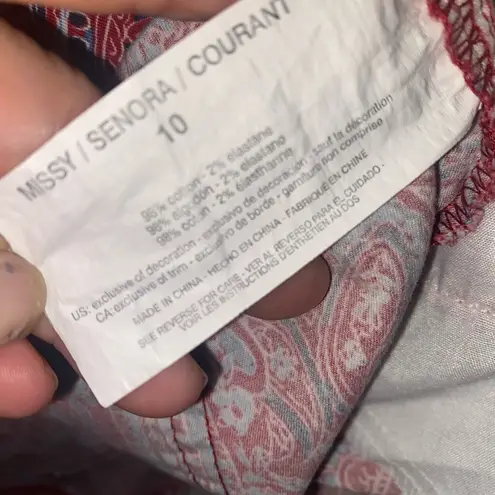 MISSY / SENORA / COURANT
10
98% cotton - 2% elastane
98% algodon - 2% elastano
98% coton - 2% élasthanne
US: exclusive of decoration - exclusivo de decoración - sauf la décoration
CA: exclusive of trim - exclusivo de borde - garniture non comprise
MADE IN CHINA - HECHO EN CHINA - FABRIQUÉ EN CHINE
SEE REVERSE FOR CARE - VER AL REVERSO PARA EL CUIDADO -
VOIR LES INSTRUCTIONS D'ENTRETIEN AU DOS